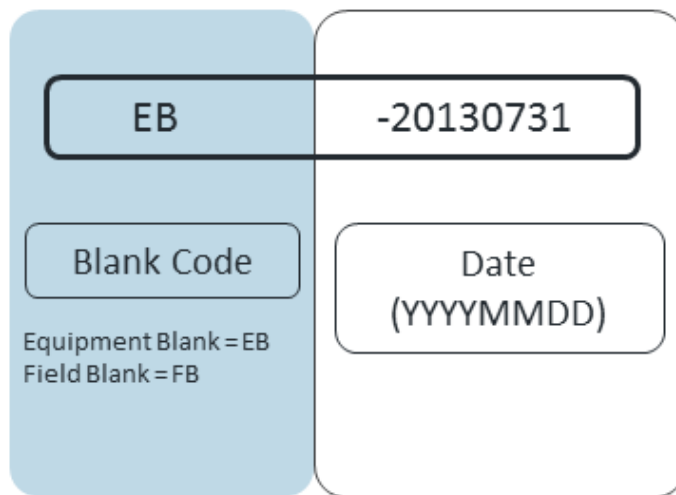 EB -20130731
Blank Code
Equipment Blank = EB
Field Blank = FB
Date
(YYYYMMDD)